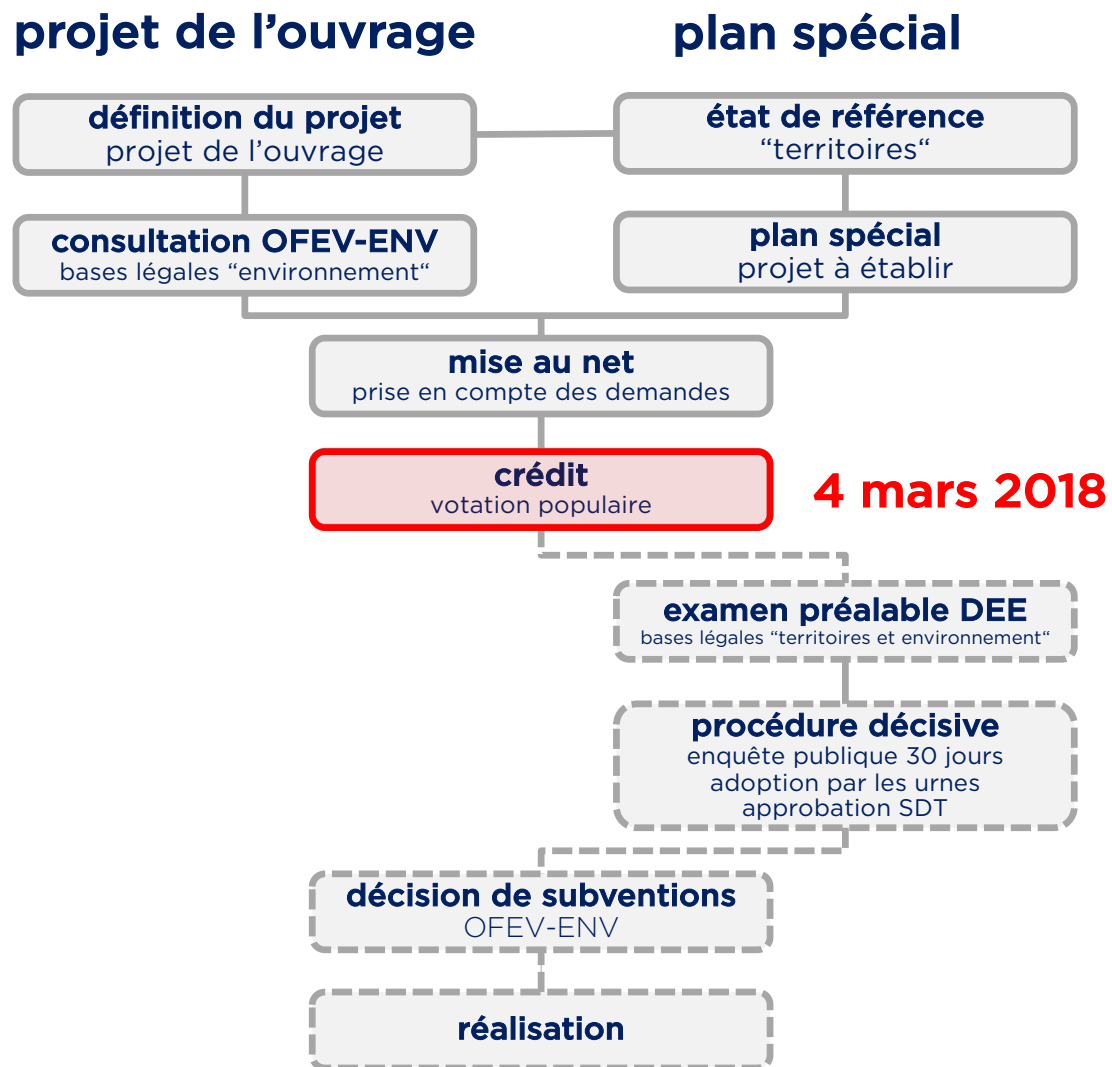 projet de l’ouvrage
plan spécial
définition du projet
projet de l’ouvrage
état de référence
“territoires“
consultation OFEV-ENV
bases légales “environnement“
plan spécial
projet à établir
mise au net
prise en compte des demandes
crédit
votation populaire
4 mars 2018
examen préalable DEE
bases légales “territoires et environnement“
procédure décisive
enquête publique 30 jours
adoption par les urnes
approbation SDT
décision de subventions
OFEV-ENV
réalisation